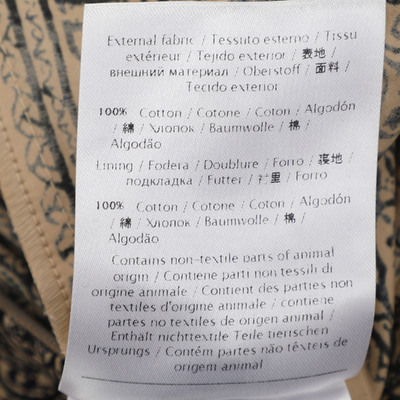 External fabric / Tessuto esterno / Tissu
extérieur / Tejido exterior / 表地 /
внешний материал / Oberstoff / 面料 /
Tecido exterior
100% Cotton / Cotone / Coton / Algodón
/ 綿 / Хлопок / Baumwolle / 棉 /
Algodão
Lining / Fodera / Doublure / Forro / 裏地 /
подкладка / Futter / 衬里 / Forro
100% Cotton / Cotone / Coton / Algodón
/ 綿 / Хлопок / Baumwolle / 棉 /
Algodão
Contains non-textile parts of animal
origin / Contiene parti non tessili di
origine animale / Contient des parties non
textiles d'origine animale / contiene
partes no textiles de origen animal /
Enthält nichttextile Teile tierischen
Ursprungs / Contém partes não têxteis de
origem animal